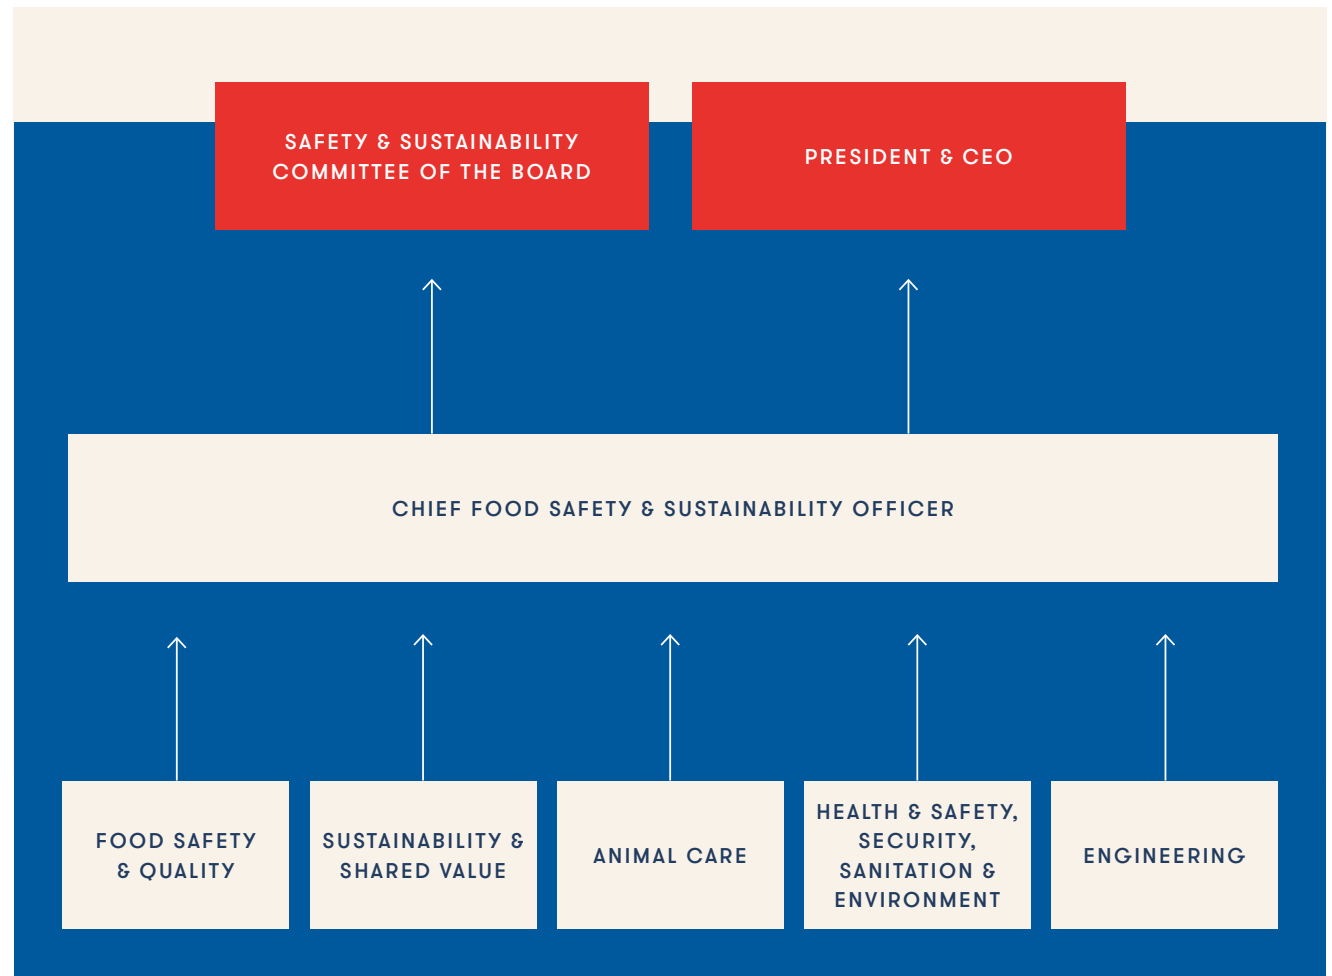 SAFETY & SUSTAINABILITY
COMMITTEE OF THE BOARD
PRESIDENT & CEO
CHIEF FOOD SAFETY & SUSTAINABILITY OFFICER
FOOD SAFETY
& QUALITY
SUSTAINABILITY &
SHARED VALUE
ANIMAL CARE
HEALTH & SAFETY,
SECURITY,
SANITATION &
ENVIRONMENT
ENGINEERING